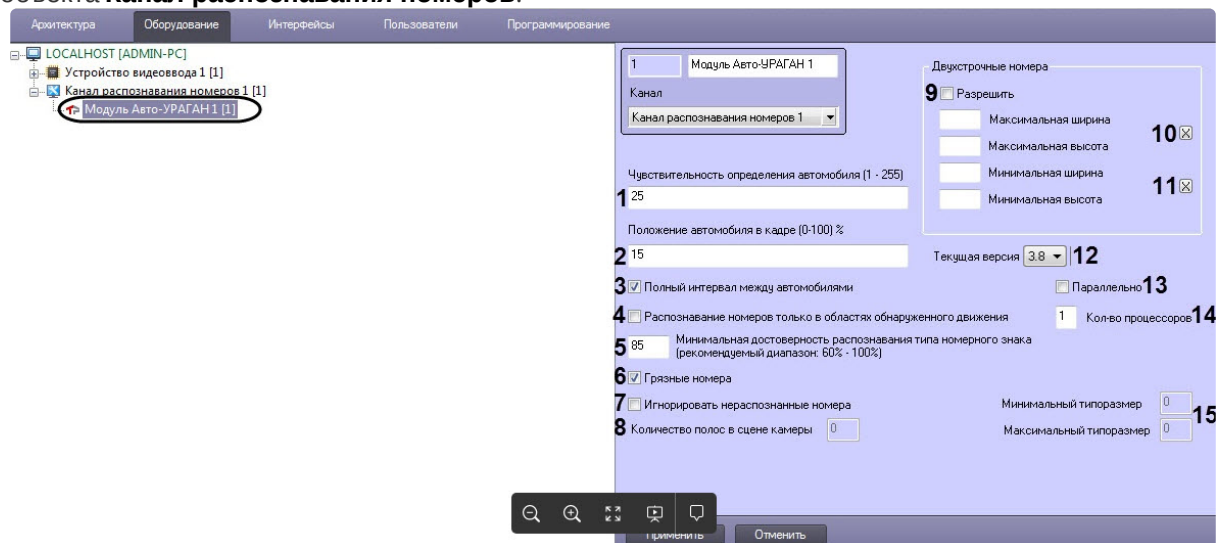 объекта Канал распознавания номеров.
Архитектура Оборудование Интерфейсы Пользователи Программирование
LOCALHOST [ADMIN-PC]
Устройство видеоввода 1 [1]
Канал распознавания номеров 1 [1]
Модуль Авто-УРАГАН 1 [1]
1 Модуль Авто-УРАГАН 1
Канал
Канал распознавания номеров 1
Чувствительность определения автомобиля (1 - 255)
1 25
Положение автомобиля в кадре (0-100) %
2 15
Двухстрочные номера
9 Разрешить
Максимальная ширина
10
Максимальная высота
Минимальная ширина
11
Минимальная высота
Текущая версия 3.8 12
3 Полный интервал между автомобилями
Параллельно 13
4 Распознавание номеров только в областях обнаруженного движения
1 Кол-во процессоров 14
5 85 Минимальная достоверность распознавания типа номерного знака
(рекомендуемый диапазон: 60% - 100%)
6 Грязные номера
7 Игнорировать нераспознанные номера
Минимальный типоразмер 0
15
8 Количество полос в сцене камеры 0
Максимальный типоразмер 0
Применить Отменить